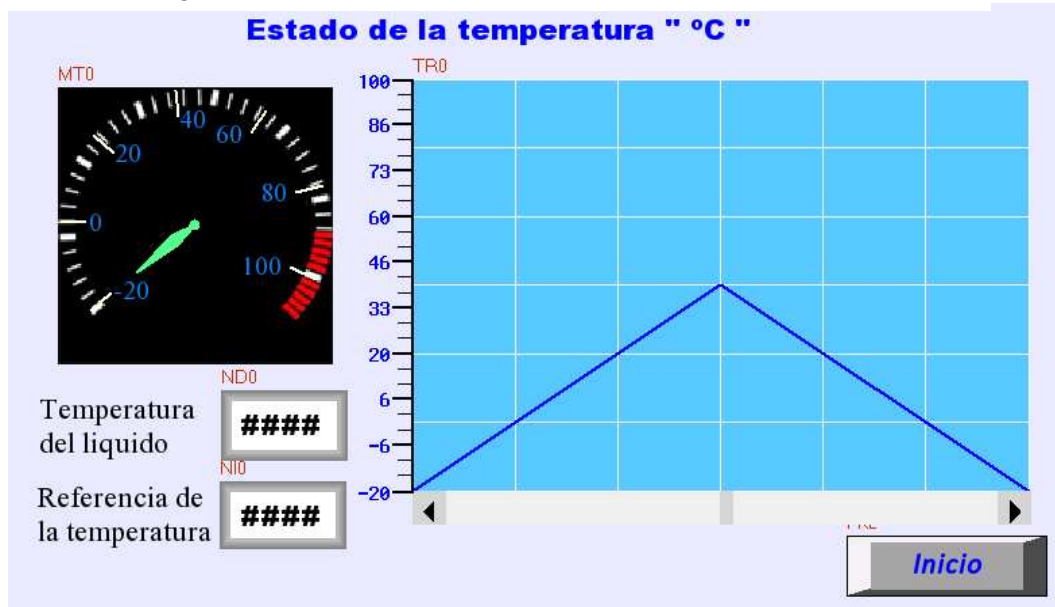 Estado de la temperatura " ºC "
MT0
-20
0
20
40
60
80
100
TR0
100
86
73
60
46
33
20
6
-6
-20
ND0
Temperatura
del liquido
####
NI0
Referencia de
la temperatura
####
Inicio